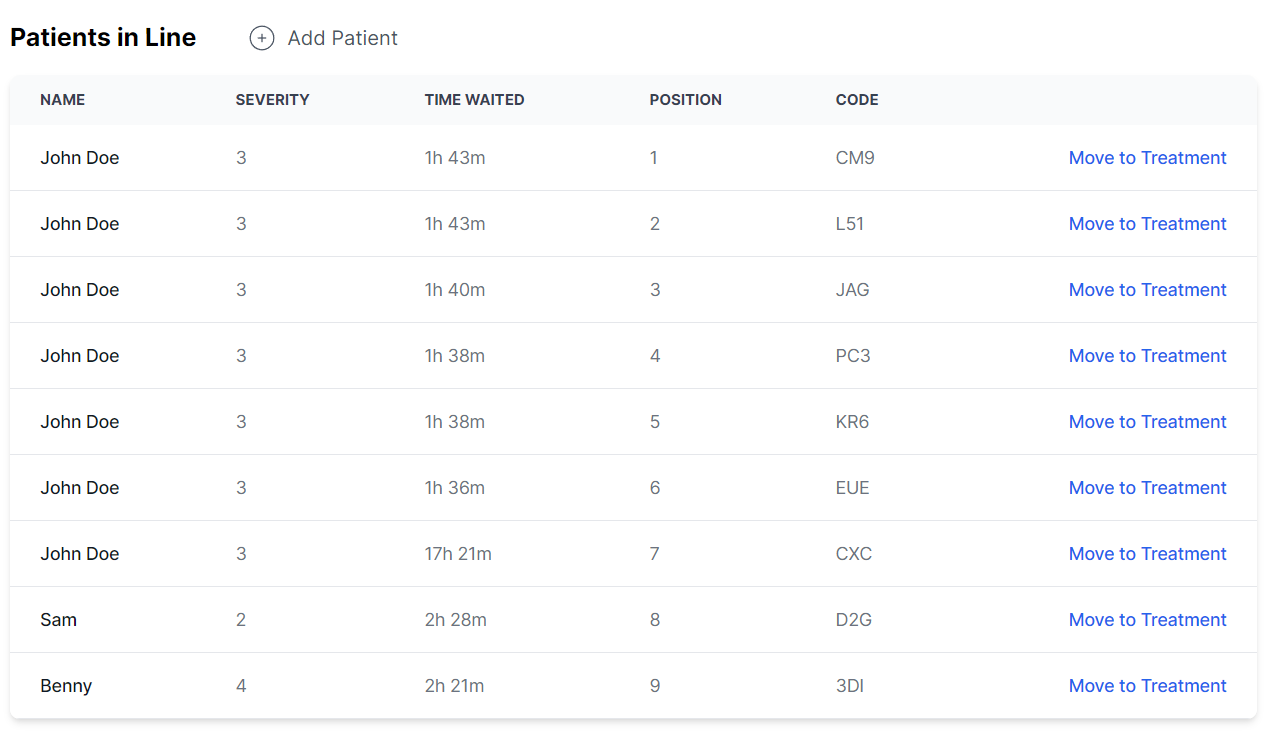 Patients in Line Add Patient
NAME SEVERITY TIME WAITED POSITION CODE
John Doe 3 1h 43m 1 CM9 Move to Treatment
John Doe 3 1h 43m 2 L51 Move to Treatment
John Doe 3 1h 40m 3 JAG Move to Treatment
John Doe 3 1h 38m 4 PC3 Move to Treatment
John Doe 3 1h 38m 5 KR6 Move to Treatment
John Doe 3 1h 36m 6 EUE Move to Treatment
John Doe 3 17h 21m 7 CXC Move to Treatment
Sam 2 2h 28m 8 D2G Move to Treatment
Benny 4 2h 21m 9 3DI Move to Treatment